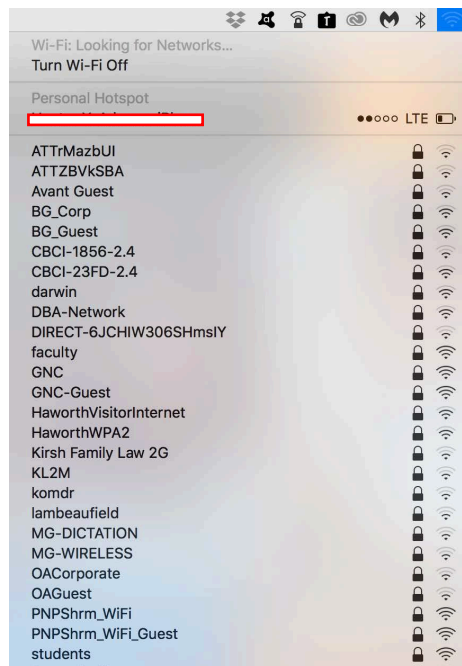 Wi-Fi: Looking for Networks...
Turn Wi-Fi Off
Personal Hotspot
LTE
ATTrMazbUI
ATTZBVkSBA
Avant Guest
BG_Corp
BG_Guest
CBCI-1856-2.4
CBCI-23FD-2.4
darwin
DBA-Network
DIRECT-6JCHIW306SHmsIY
faculty
GNC
GNC-Guest
HaworthVisitorInternet
HaworthWPA2
Kirsh Family Law 2G
KL2M
komdr
lambeaufield
MG-DICTATION
MG-WIRELESS
OACorporate
OAGuest
PNPShrm_WiFi
PNPShrm_WiFi_Guest
students